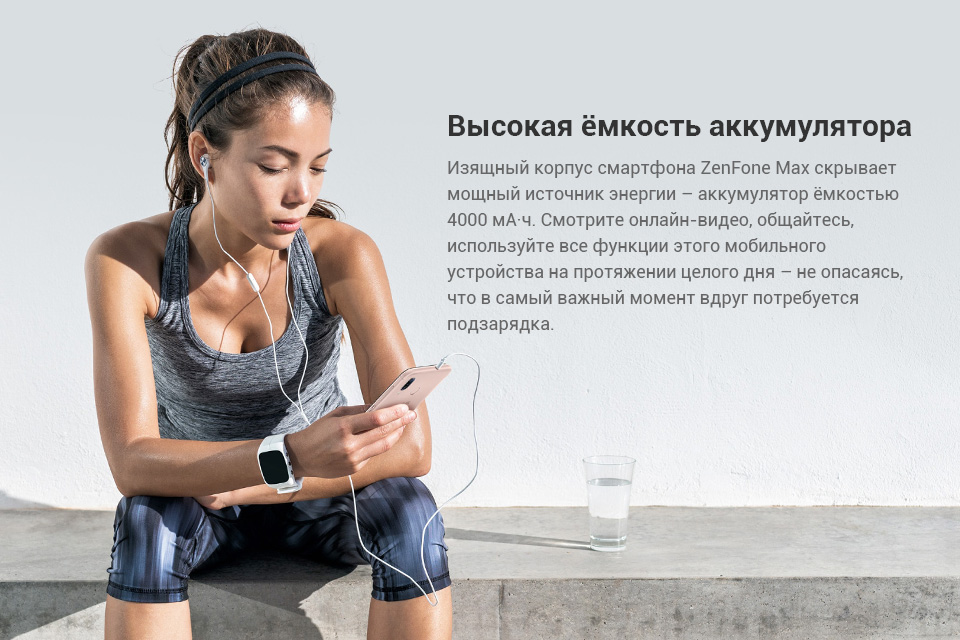 Высокая ёмкость аккумулятора
Изящный корпус смартфона ZenFone Max скрывает
мощный источник энергии – аккумулятор ёмкостью
4000 мА·ч. Смотрите онлайн-видео, общайтесь,
используйте все функции этого мобильного
устройства на протяжении целого дня – не опасаясь,
что в самый важный момент вдруг потребуется
подзарядка.